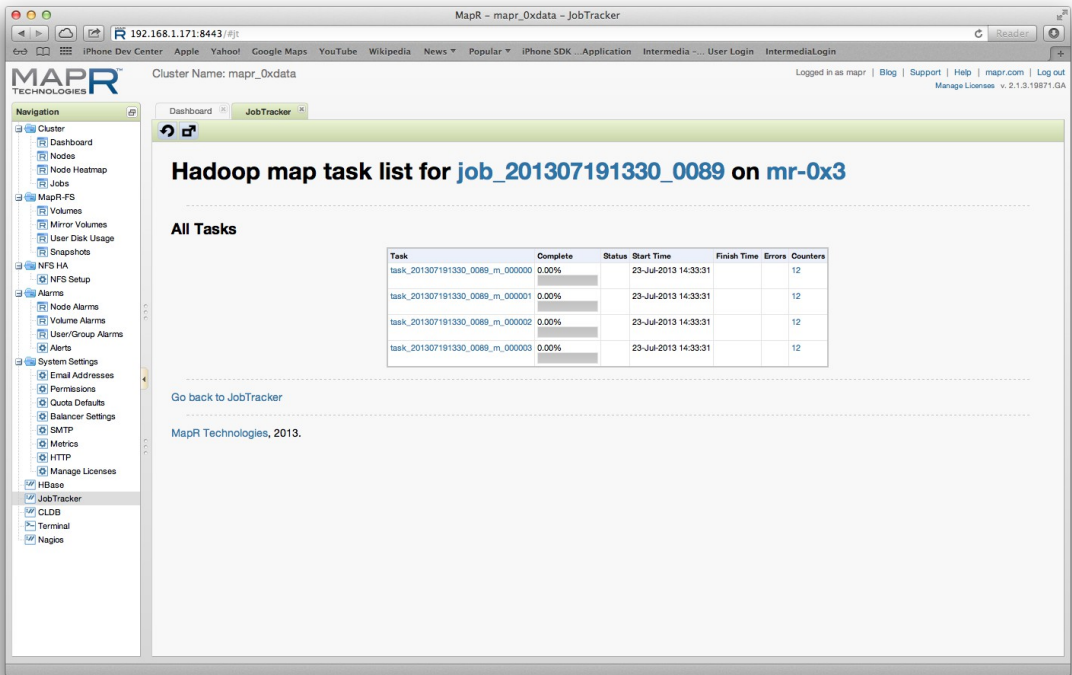 MapR – mapr_0xdata – JobTracker
192.168.1.171:8443/#jt
Reader
iPhone Dev Center Apple Yahoo! Google Maps YouTube Wikipedia News Popular iPhone SDK ...Application Intermedia -... User Login IntermediaLogin
MAPR™
TECHNOLOGIES
Cluster Name: mapr_0xdata
Logged in as mapr | Blog | Support | Help | mapr.com | Log out
Manage Licenses v. 2.1.3.19871.GA
Navigation
Cluster
Dashboard
Nodes
Node Heatmap
Jobs
MapR-FS
Volumes
Mirror Volumes
User Disk Usage
Snapshots
NFS HA
NFS Setup
Alarms
Node Alarms
Volume Alarms
User/Group Alarms
Alerts
System Settings
Email Addresses
Permissions
Quota Defaults
Balancer Settings
SMTP
Metrics
HTTP
Manage Licenses
HBase
JobTracker
CLDB
Terminal
Nagios
Dashboard JobTracker
Hadoop map task list for job_201307191330_0089 on mr-0x3
All Tasks
Task Complete Status Start Time Finish Time Errors Counters
task_201307191330_0089_m_000000 0.00% 23-Jul-2013 14:33:31 12
task_201307191330_0089_m_000001 0.00% 23-Jul-2013 14:33:31 12
task_201307191330_0089_m_000002 0.00% 23-Jul-2013 14:33:31 12
task_201307191330_0089_m_000003 0.00% 23-Jul-2013 14:33:31 12
Go back to JobTracker
MapR Technologies, 2013.